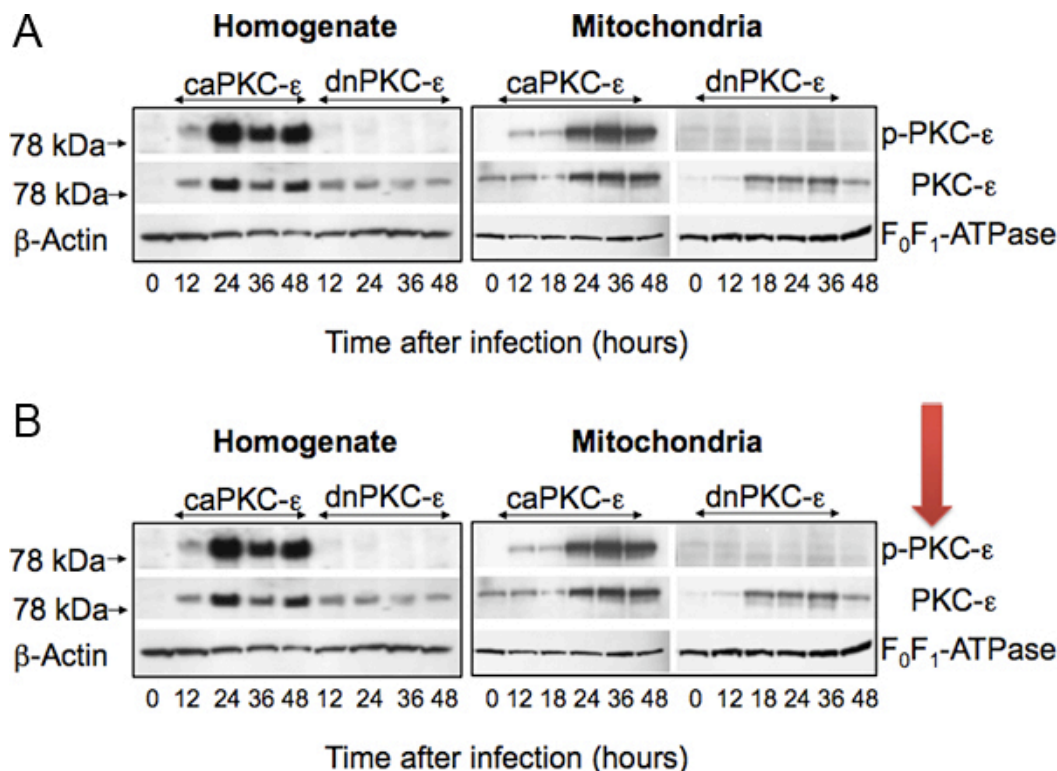 A
Homogenate Mitochondria
caPKC-ε dnPKC-ε caPKC-ε dnPKC-ε
78 kDa p-PKC-ε
78 kDa PKC-ε
β-Actin F₀F₁-ATPase
0 12 24 36 48 12 24 36 48 0 12 18 24 36 48 0 12 18 24 36 48
Time after infection (hours)
B
Homogenate Mitochondria
caPKC-ε dnPKC-ε caPKC-ε dnPKC-ε
78 kDa p-PKC-ε
78 kDa PKC-ε
β-Actin F₀F₁-ATPase
0 12 24 36 48 12 24 36 48 0 12 18 24 36 48 0 12 18 24 36 48
Time after infection (hours)